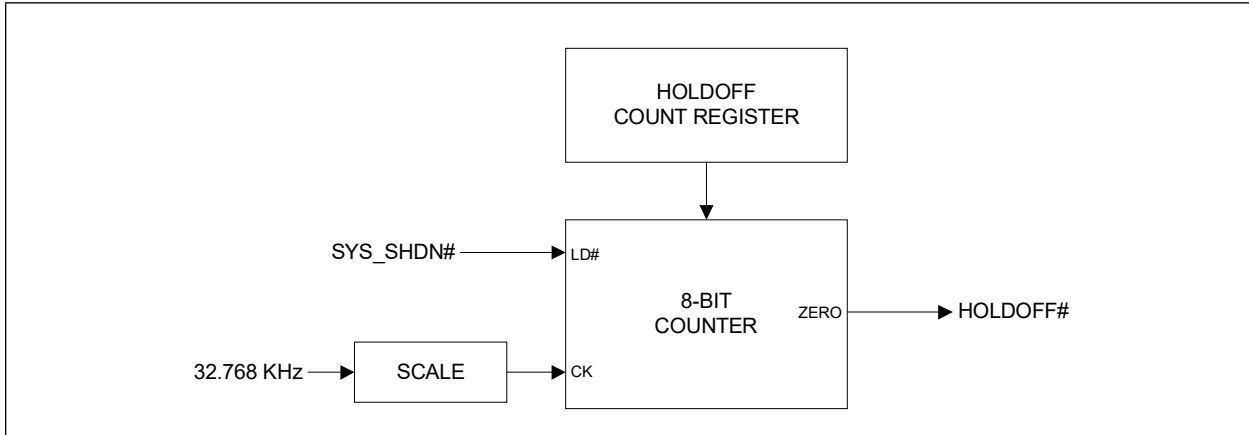 HOLDOFF
COUNT REGISTER
SYS_SHDN#
LD#
8-BIT
COUNTER
ZERO
HOLDOFF#
32.768 KHz
SCALE
CK